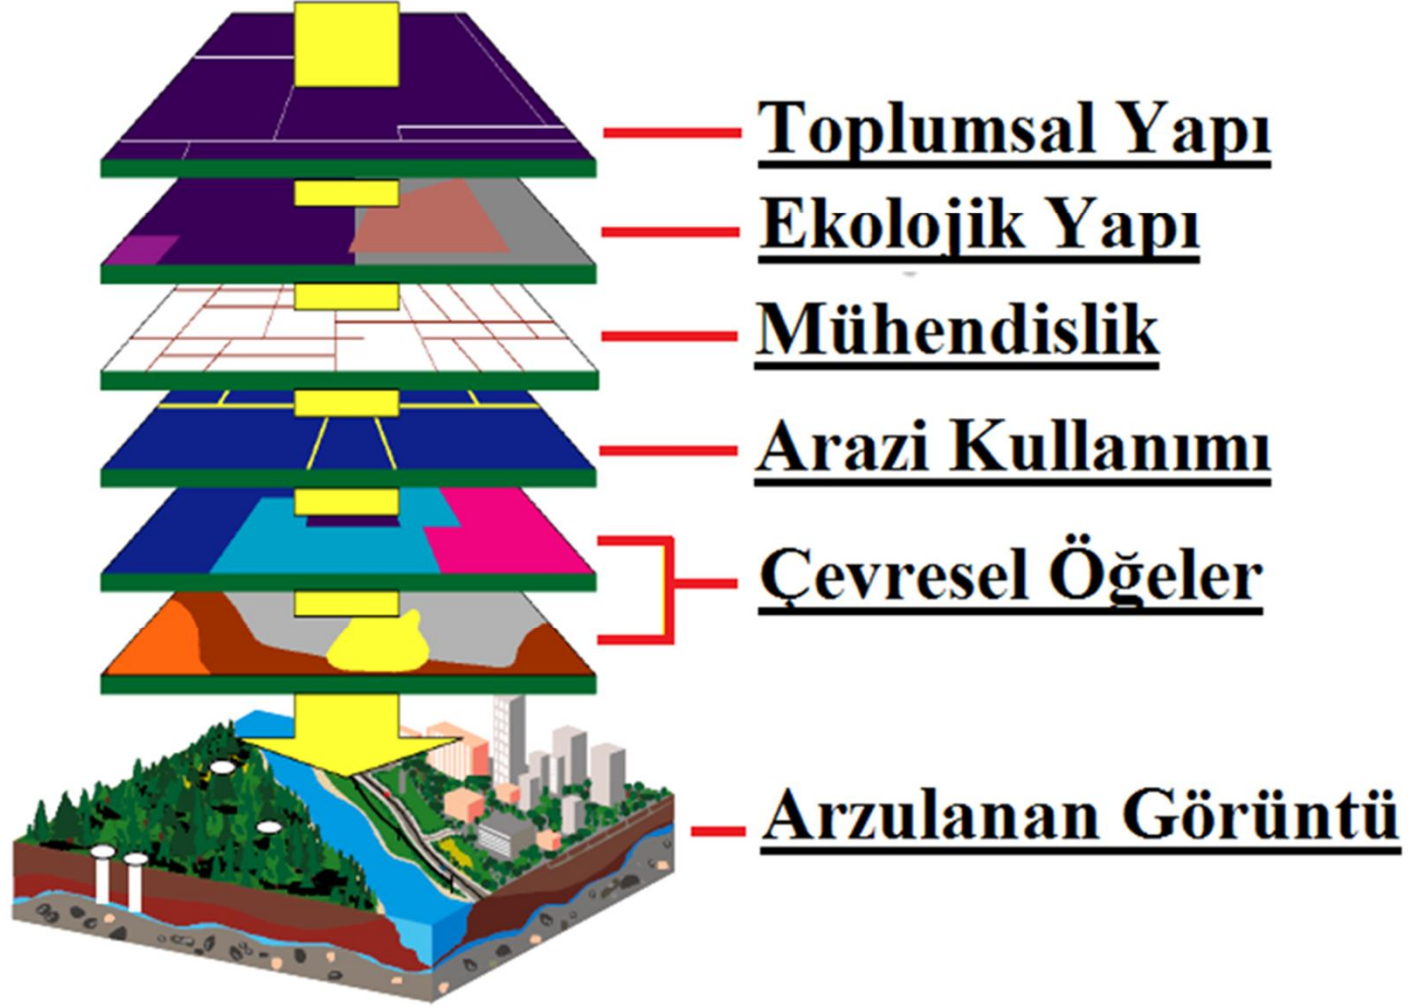 Toplumsal Yapı
Ekolojik Yapı
Mühendislik
Arazi Kullanımı
Çevresel Öğeler
Arzulanan Görüntü